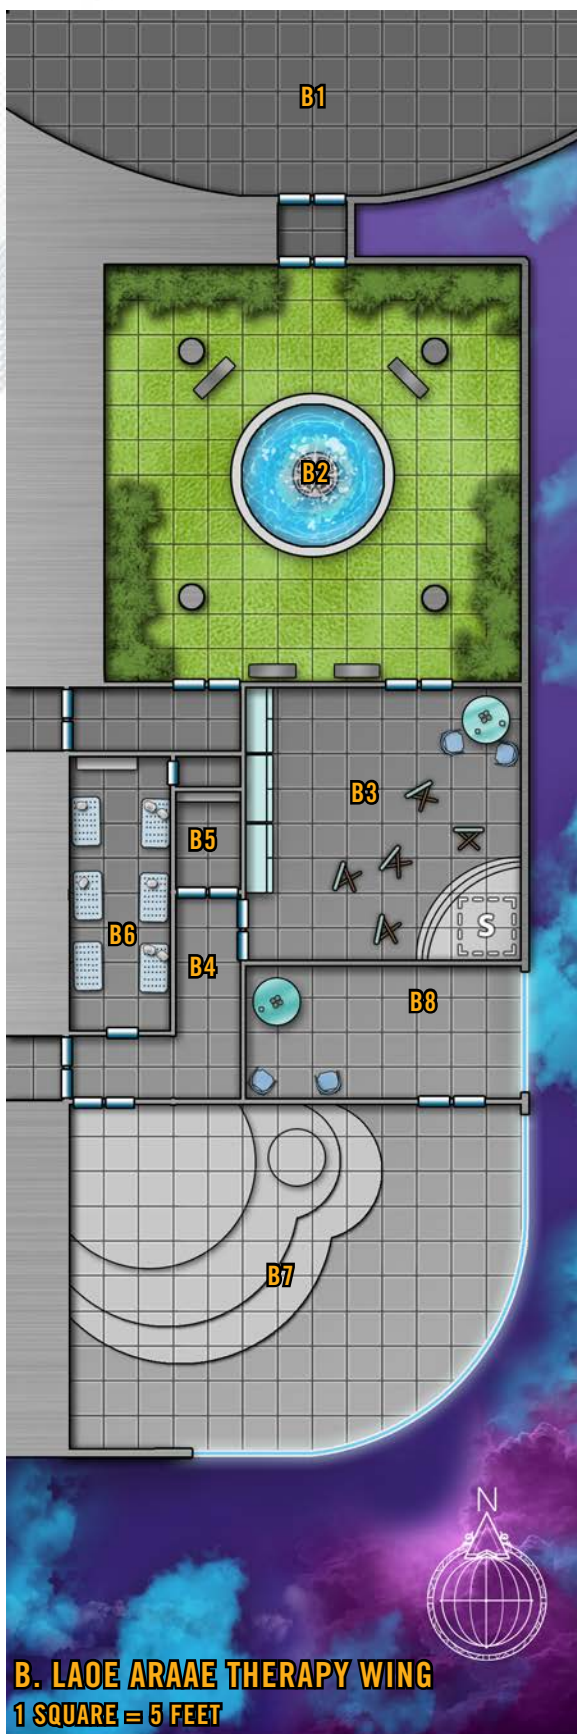 B1
B2
B3
B5
B6
S
B4
B8
B7
N
B. LAOE ARAAE THERAPY WING
1 SQUARE = 5 FEET